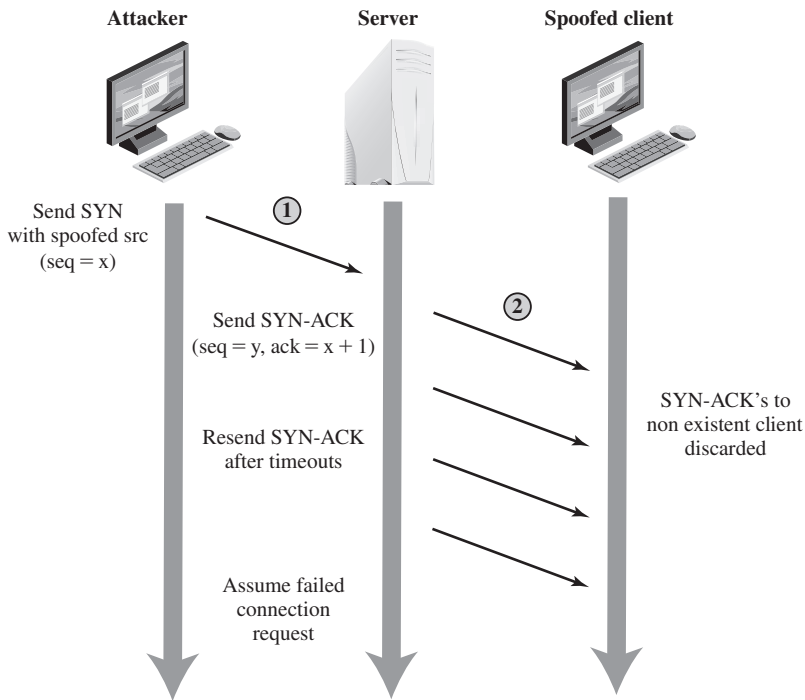 Attacker
Server
Spoofed client
Send SYN
with spoofed src
(seq = x)
1
Send SYN-ACK
(seq = y, ack = x + 1)
2
SYN-ACK’s to
non existent client
discarded
Resend SYN-ACK
after timeouts
Assume failed
connection
request